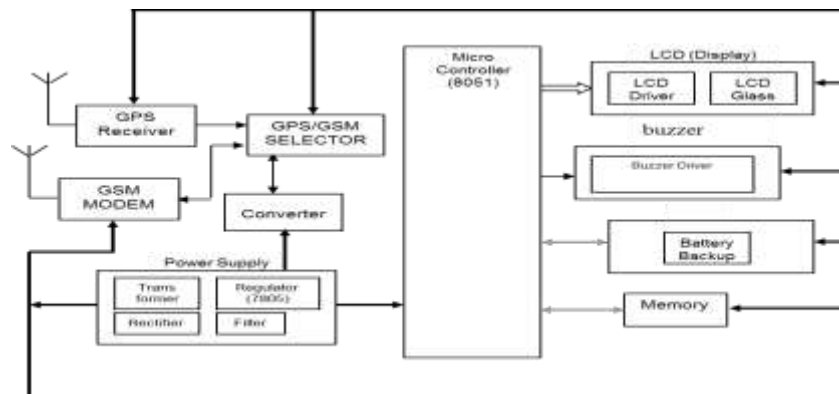 GPS
Receiver
GPS/GSM
SELECTOR
GSM
MODEM
Converter
Power Supply
Trans
former
Regulator
(7805)
Rectifier
Filter
Micro
Controller
(8051)
LCD (Display)
LCD
Driver
LCD
Glass
buzzer
Buzzer Driver
Battery
Backup
Memory